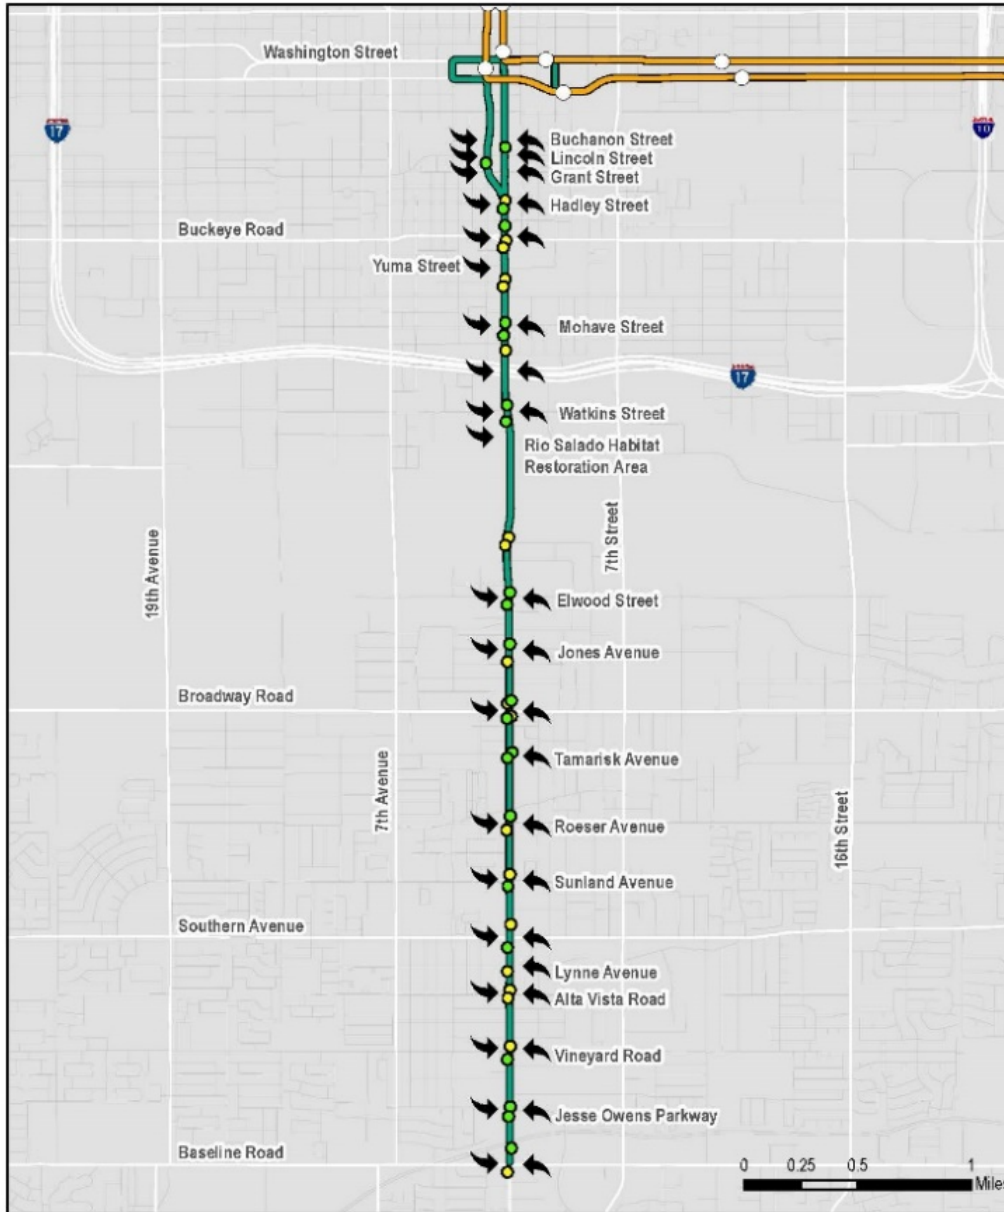 Washington Street
17
10
Buchanon Street
Lincoln Street
Grant Street
Hadley Street
Buckeye Road
Yuma Street
Mohave Street
17
Watkins Street
Rio Salado Habitat
Restoration Area
7th Street
19th Avenue
Elwood Street
Jones Avenue
Broadway Road
Tamarisk Avenue
7th Avenue
16th Street
Roeser Avenue
Sunland Avenue
Southern Avenue
Lynne Avenue
Alta Vista Road
Vineyard Road
Jesse Owens Parkway
Baseline Road
0 0.25 0.5 1
Miles